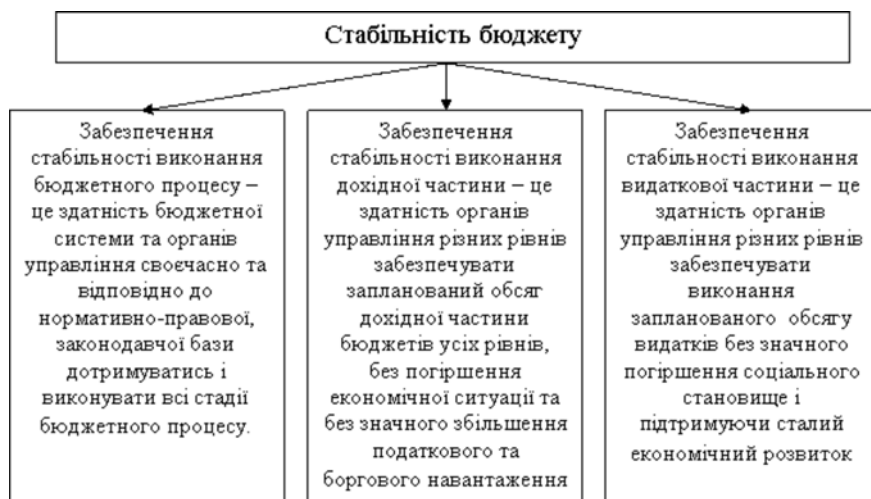 Стабільність бюджету
Забезпечення
стабільності виконання
бюджетного процесу –
це здатність бюджетної
системи та органів
управління своєчасно та
відповідно до
нормативно-правової,
законодавчої бази
дотримуватись і
виконувати всі стадії
бюджетного процесу.
Забезпечення
стабільності виконання
дохідної частини – це
здатність органів
управління різних рівнів
забезпечувати
запланований обсяг
дохідної частини
бюджетів усіх рівнів,
без погіршення
економічної ситуації та
без значного збільшення
податкового та
боргового навантаження
Забезпечення
стабільності виконання
видаткової частини – це
здатність органів
управління різних рівнів
забезпечувати
виконання
запланованого обсягу
видатків без значного
погіршення соціального
становище і
підтримуючи сталий
економічний розвиток